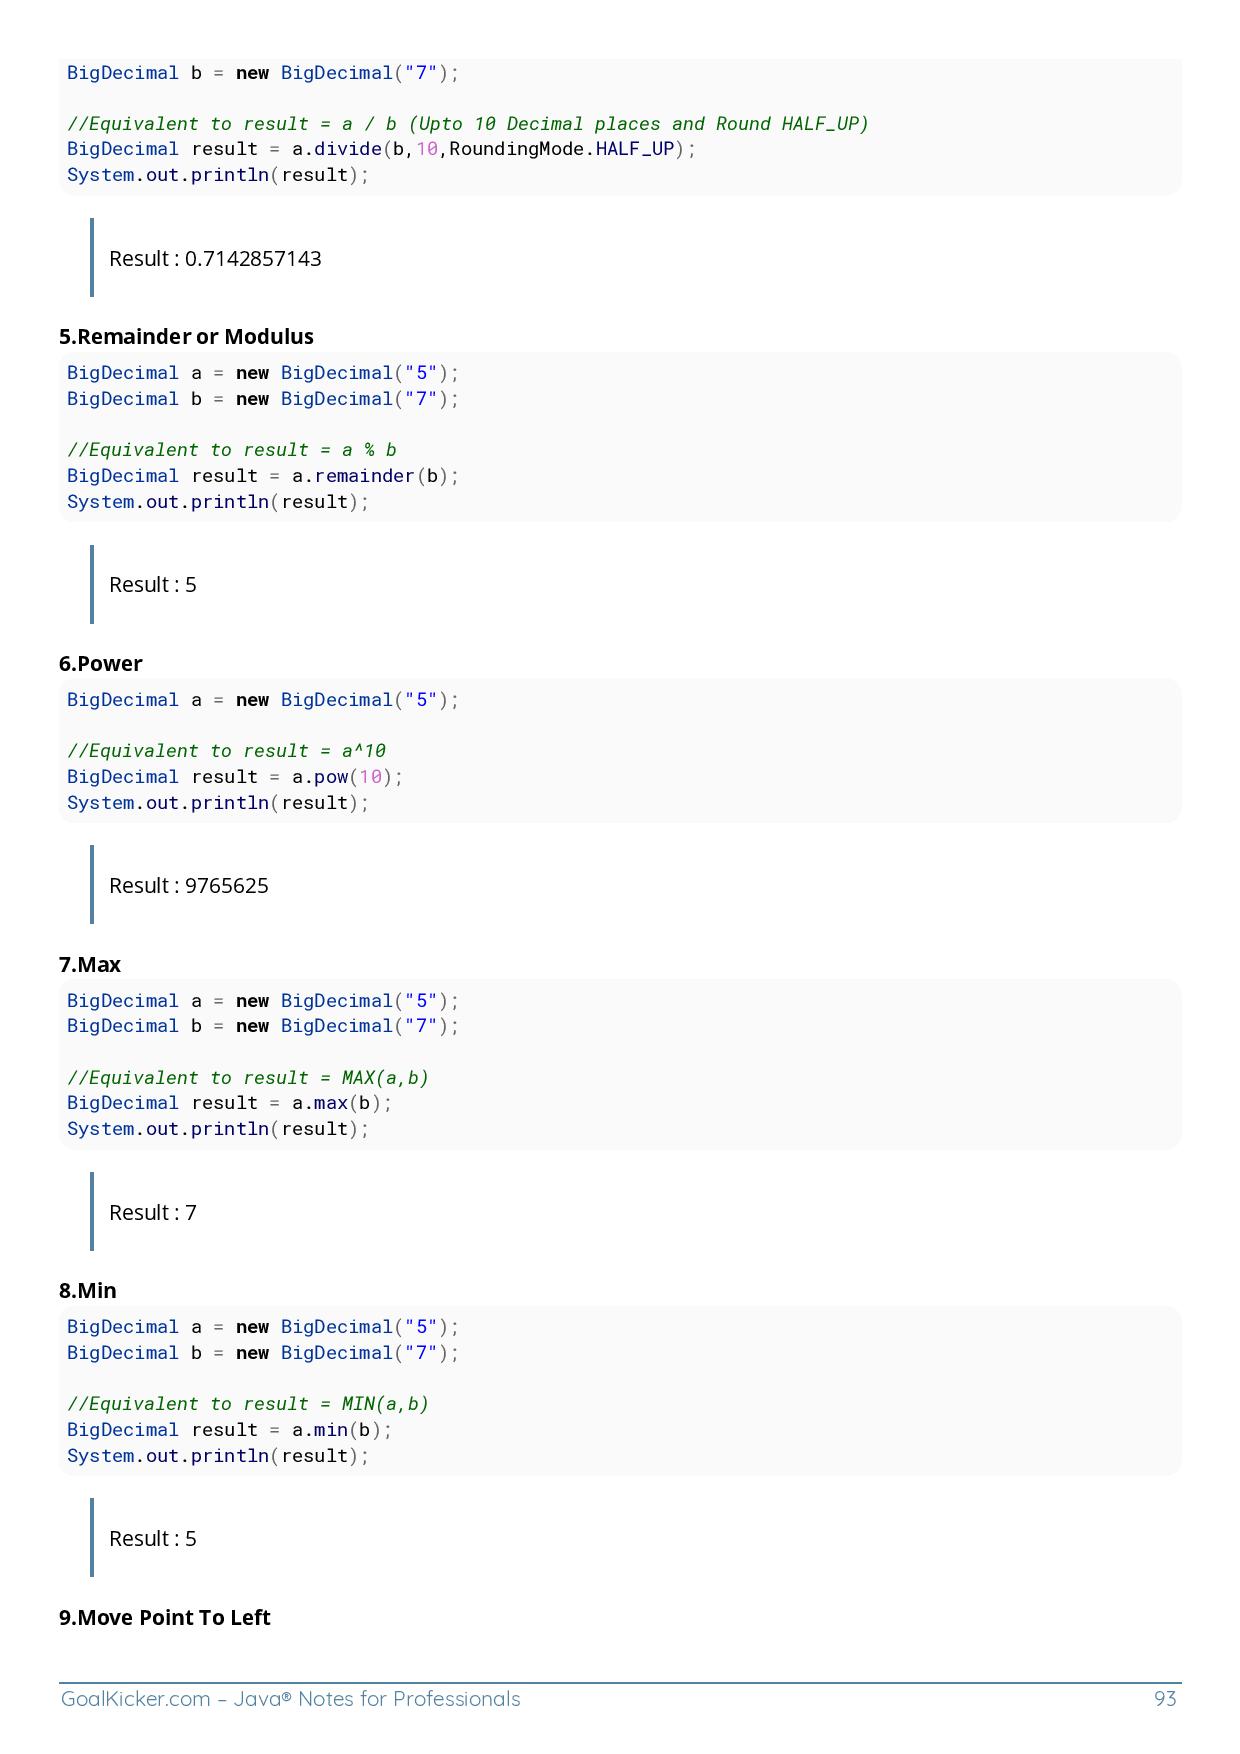 BigDecimal b = new BigDecimal("7");
//Equivalent to result = a / b (Upto 10 Decimal places and Round HALF_UP)
BigDecimal result = a.divide(b,10,RoundingMode.HALF_UP);
System.out.println(result);
Result : 0.7142857143
5.Remainder or Modulus
BigDecimal a = new BigDecimal("5");
BigDecimal b = new BigDecimal("7");
//Equivalent to result = a % b
BigDecimal result = a.remainder(b);
System.out.println(result);
Result : 5
6.Power
BigDecimal a = new BigDecimal("5");
//Equivalent to result = a^10
BigDecimal result = a.pow(10);
System.out.println(result);
Result : 9765625
7.Max
BigDecimal a = new BigDecimal("5");
BigDecimal b = new BigDecimal("7");
//Equivalent to result = MAX(a,b)
BigDecimal result = a.max(b);
System.out.println(result);
Result : 7
8.Min
BigDecimal a = new BigDecimal("5");
BigDecimal b = new BigDecimal("7");
//Equivalent to result = MIN(a,b)
BigDecimal result = a.min(b);
System.out.println(result);
Result : 5
9.Move Point To Left
GoalKicker.com – Java® Notes for Professionals 93